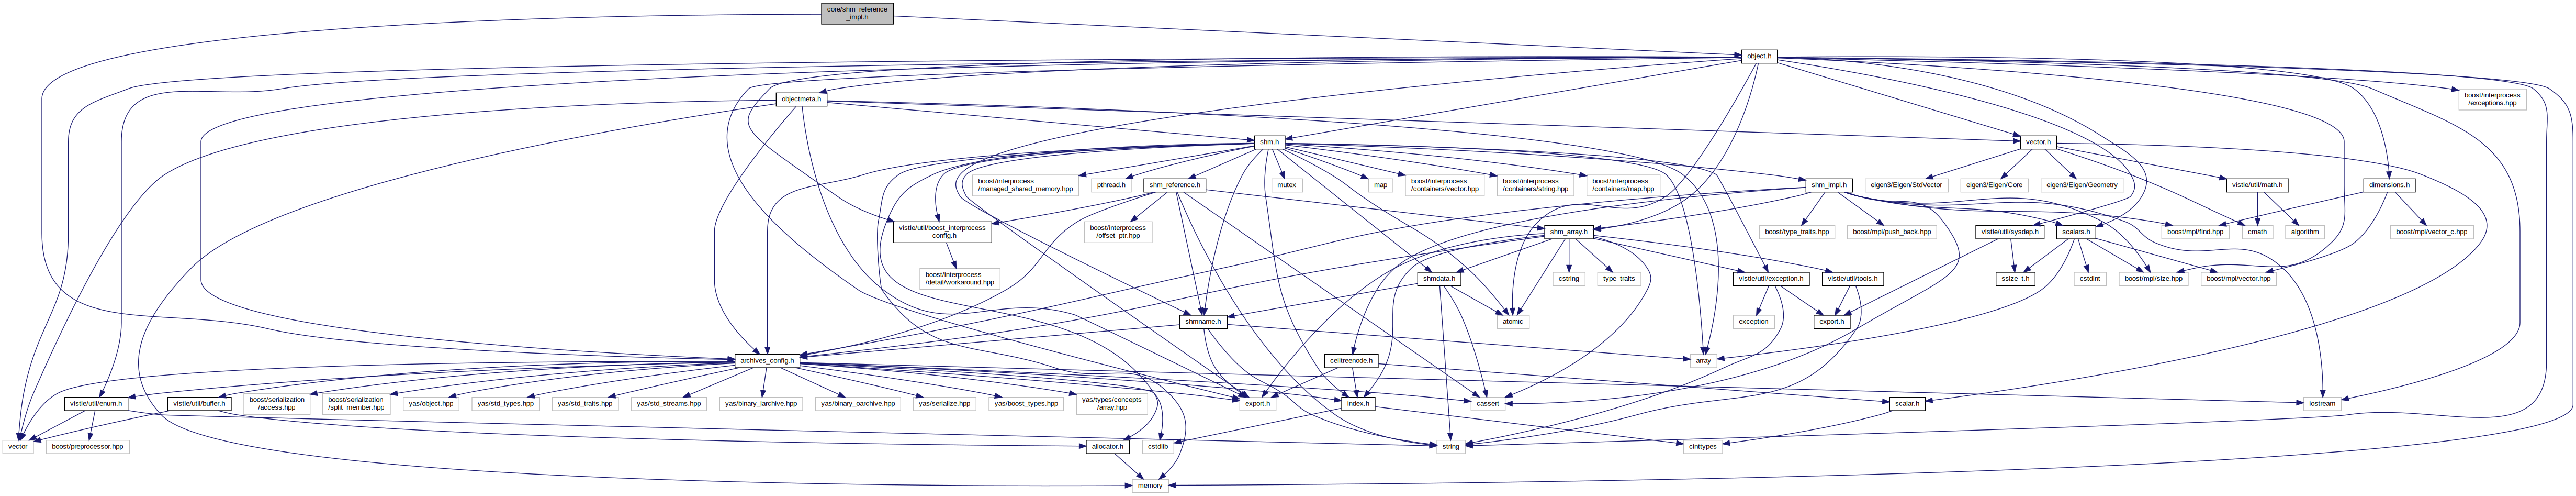 core/shm_reference
_impl.h
object.h
objectmeta.h
boost/interprocess
/exceptions.hpp
shm.h
vector.h
boost/interprocess
/managed_shared_memory.hpp
pthread.h
shm_reference.h
mutex
map
boost/interprocess
/containers/vector.hpp
boost/interprocess
/containers/string.hpp
boost/interprocess
/containers/map.hpp
shm_impl.h
eigen3/Eigen/StdVector
eigen3/Eigen/Core
eigen3/Eigen/Geometry
vistle/util/math.h
dimensions.h
vistle/util/boost_interprocess
_config.h
boost/interprocess
/offset_ptr.hpp
shm_array.h
boost/type_traits.hpp
boost/mpl/push_back.hpp
vistle/util/sysdep.h
scalars.h
boost/mpl/find.hpp
cmath
algorithm
boost/mpl/vector_c.hpp
boost/interprocess
/detail/workaround.hpp
shmdata.h
cstring
type_traits
vistle/util/exception.h
vistle/util/tools.h
ssize_t.h
cstdint
boost/mpl/size.hpp
boost/mpl/vector.hpp
shmname.h
atomic
exception
export.h
archives_config.h
celltreenode.h
array
vistle/util/enum.h
vistle/util/buffer.h
boost/serialization
/access.hpp
boost/serialization
/split_member.hpp
yas/object.hpp
yas/std_types.hpp
yas/std_traits.hpp
yas/std_streams.hpp
yas/binary_iarchive.hpp
yas/binary_oarchive.hpp
yas/serialize.hpp
yas/boost_types.hpp
yas/types/concepts
/array.hpp
export.h
index.h
cassert
scalar.h
iostream
vector
boost/preprocessor.hpp
allocator.h
cstdlib
string
cinttypes
memory